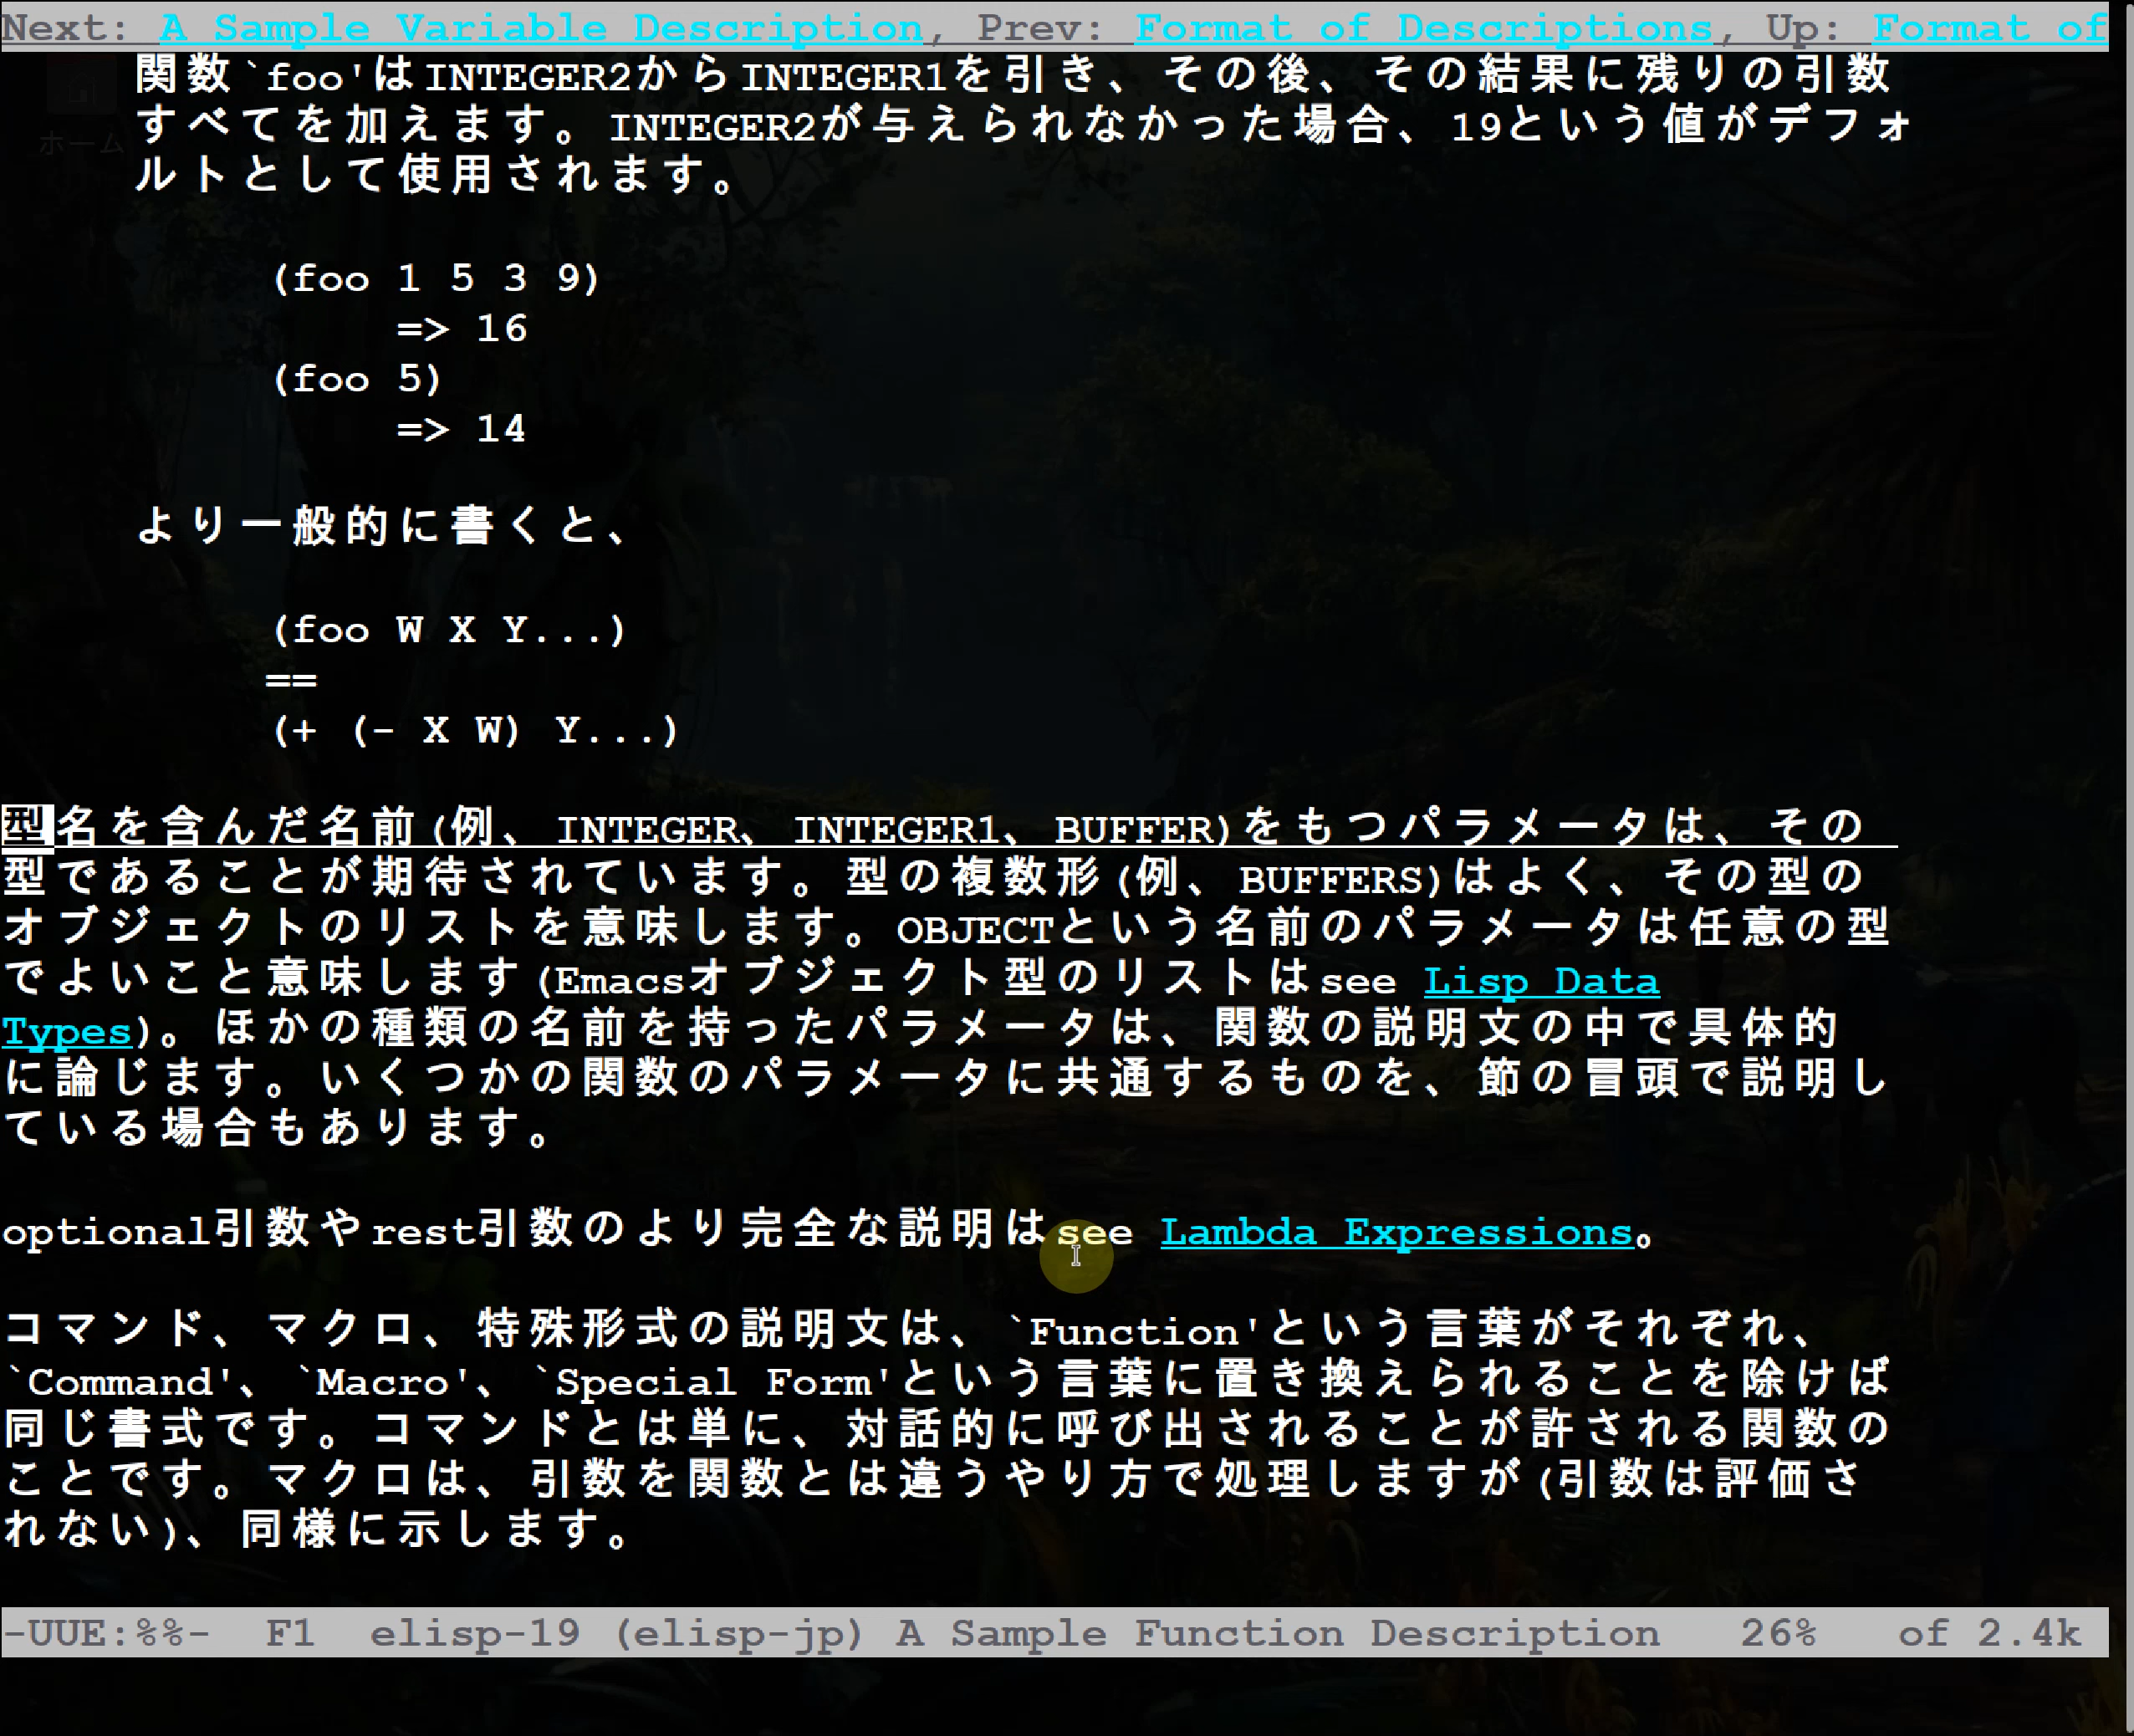 Next: A Sample Variable Description, Prev: Format of Descriptions, Up: Format of
関数`foo'はINTEGER2からINTEGER1を引き、その後、その結果に残りの引数
すべてを加えます。INTEGER2が与えられなかった場合、19という値がデフォ
ルトとして使用されます。
ホーム
(foo 1 5 3 9)
=> 16
(foo 5)
=> 14
より一般的に書くと、
(foo W X Y...)
==
(+ (- X W) Y...)
型名を含んだ名前(例、INTEGER、INTEGER1、BUFFER)をもつパラメータは、その
型であることが期待されています。型の複数形(例、BUFFERS)はよく、その型の
オブジェクトのリストを意味します。OBJECTという名前のパラメータは任意の型
でよいこと意味します(Emacsオブジェクト型のリストはsee Lisp Data
Types)。ほかの種類の名前を持ったパラメータは、関数の説明文の中で具体的
に論じます。いくつかの関数のパラメータに共通するものを、節の冒頭で説明し
ている場合もあります。
optional引数やrest引数のより完全な説明はsee Lambda Expressions。
コマンド、マクロ、特殊形式の説明文は、`Function'という言葉がそれぞれ、
`Command'、`Macro'、`Special Form'という言葉に置き換えられることを除けば
同じ書式です。コマンドとは単に、対話的に呼び出されることが許される関数の
ことです。マクロは、引数を関数とは違うやり方で処理しますが(引数は評価さ
れない)、同様に示します。
-UUE:%%-  F1  elisp-19 (elisp-jp) A Sample Function Description   26%   of 2.4k